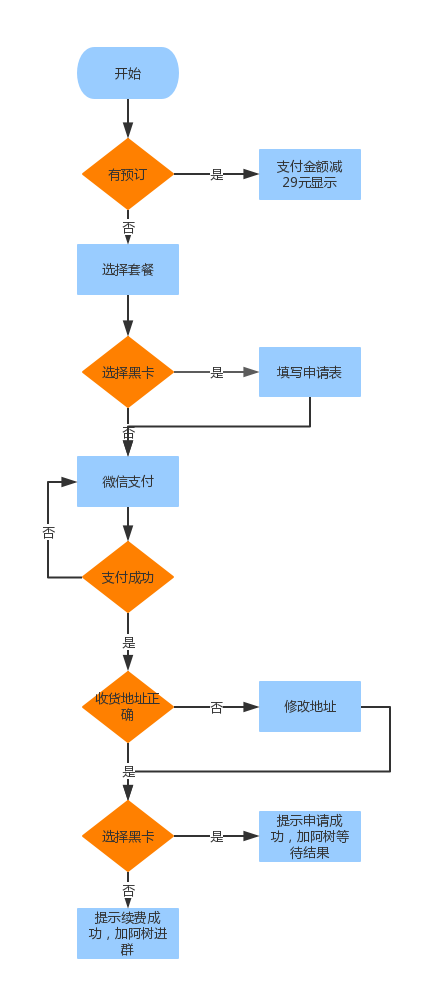 开始
有预订
是
支付金额减
29元显示
否
选择套餐
选择黑卡
是
填写申请表
否
微信支付
否
支付成功
是
收货地址正
确
否
修改地址
是
选择黑卡
是
提示申请成
功，加阿树等
待结果
否
提示续费成
功，加阿树进
群